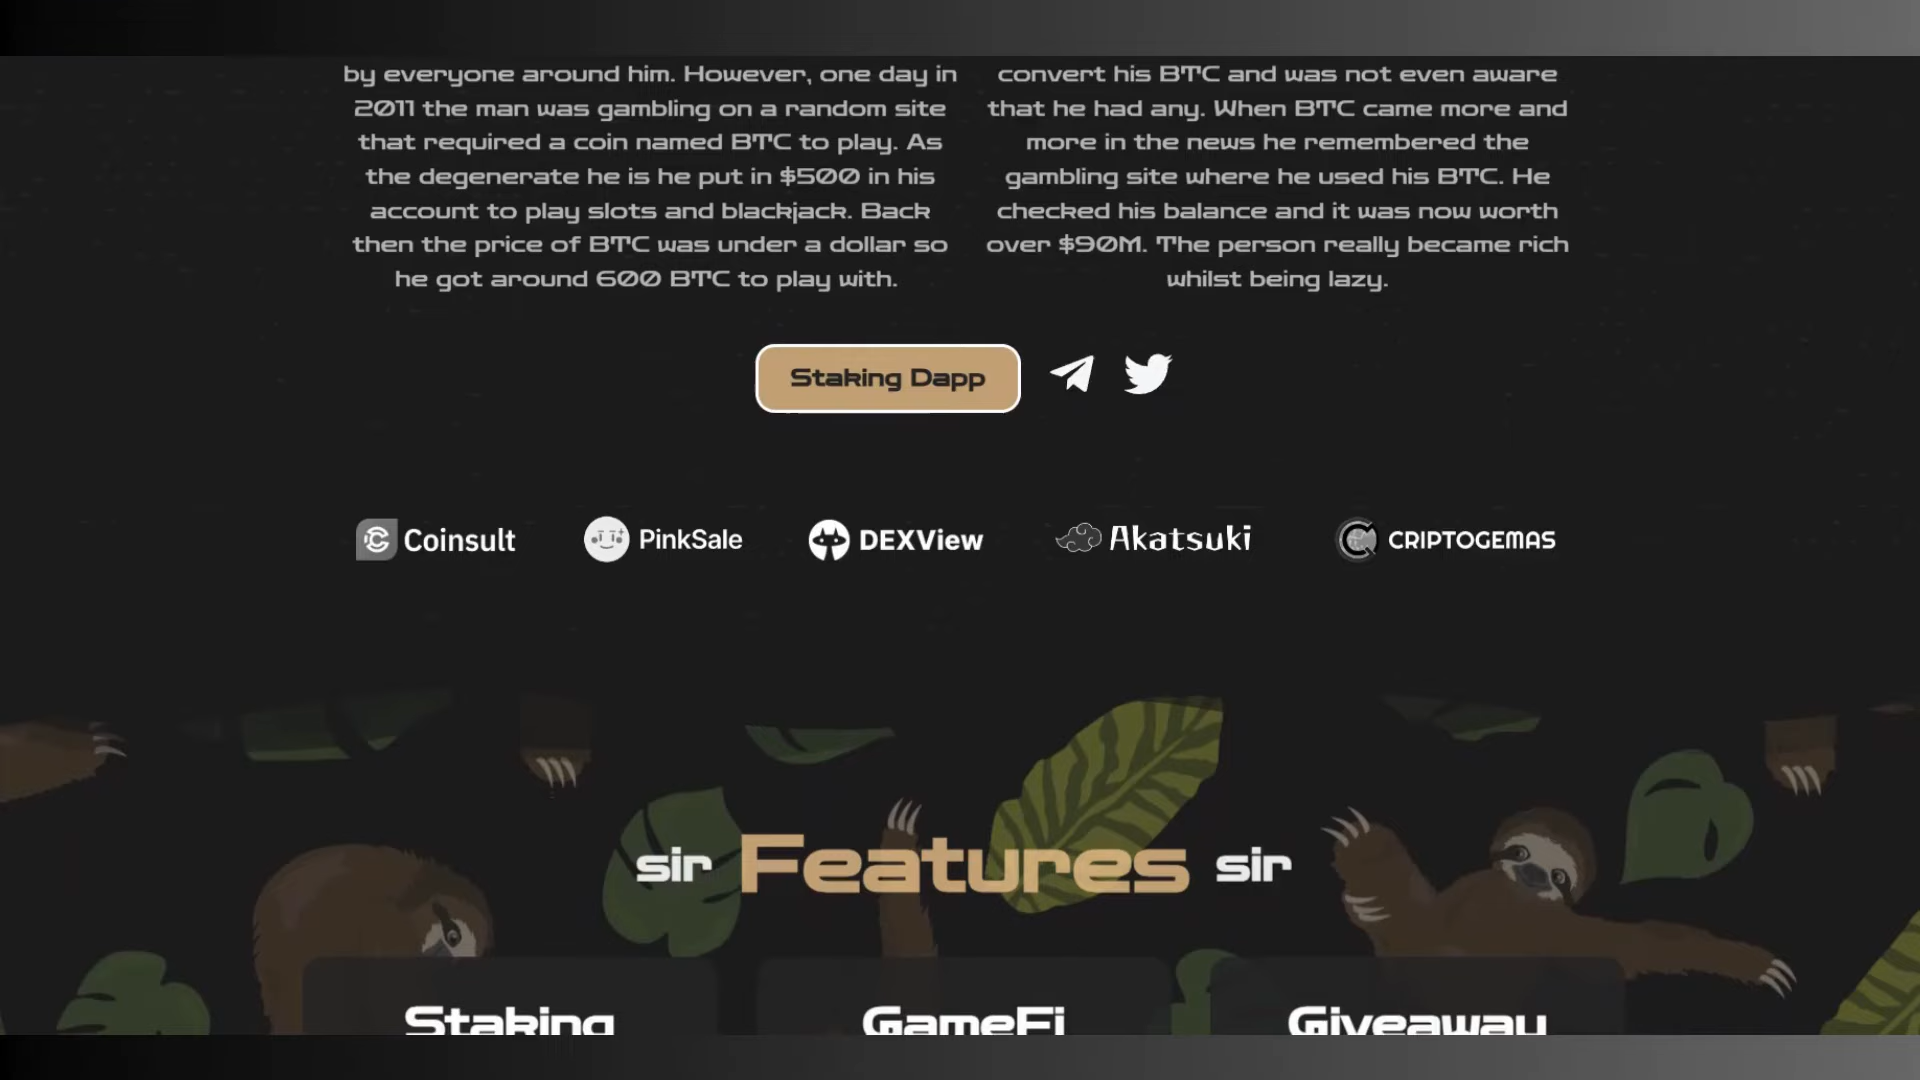 by everyone around him. However, one day in
2011 the man was gambling on a random site
that required a coin named BTC to play. As
the degenerate he is he put in $500 in his
account to play slots and blackjack. Back
then the price of BTC was under a dollar so
he got around 600 BTC to play with.
convert his BTC and was not even aware
that he had any. When BTC came more and
more in the news he remembered the
gambling site where he used his BTC. He
checked his balance and it was now worth
over $90M. The person really became rich
whilst being lazy.
Staking Dapp
Coinsult PinkSale DEXView Akatsuki CRIPTOGEMAS
sir Features sir
Staking GameFi Giveaway